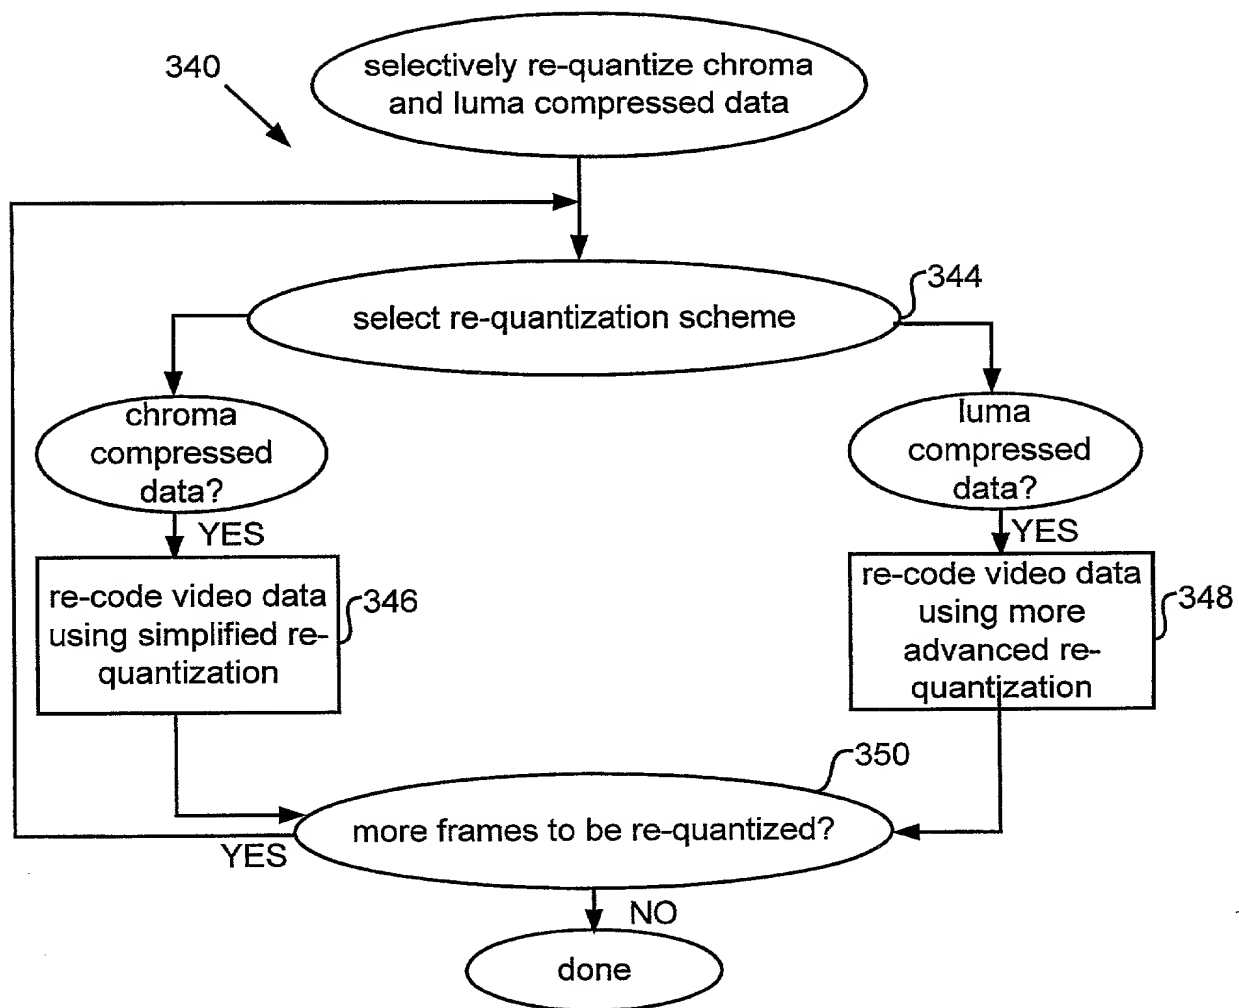 340
selectively re-quantize chroma
and luma compressed data
select re-quantization scheme
344
chroma
compressed
data?
YES
luma
compressed
data?
YES
re-code video data
using simplified re-
quantization
346
re-code video data
using more
advanced re-
quantization
348
350
more frames to be re-quantized?
YES
NO
done